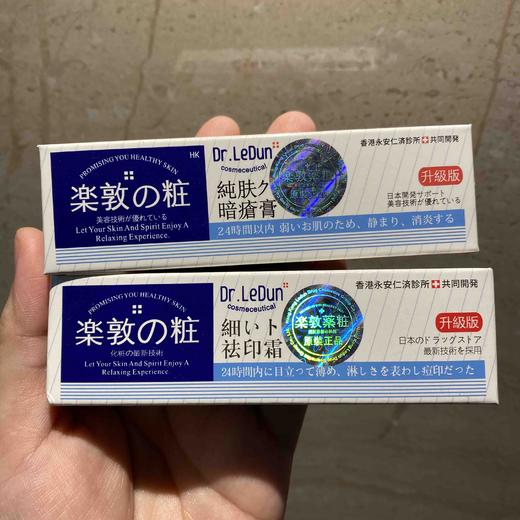 PROMISING YOU HEALTHY SKIN
HK
楽敦の粧
美容技術が優れている
Let Your Skin And Spirit Enjoy A
Relaxing Experience.
Dr.LeDun
cosmeceutical
純肤ク
暗瘡膏
香港永安仁済診所 共同開発
升級版
日本開発サポート
美容技術が優れている
24時間以内 弱いお肌のため、静まり、消炎する
PROMISING YOU HEALTHY SKIN
楽敦の粧
化粧の最新技術
Let Your Skin And Spirit Enjoy A
Relaxing Experience.
Dr.LeDun
cosmeceutical
細いト
祛印霜
楽敦薬粧
原裝正品
香港永安仁済診所 共同開発
升級版
日本のドラッグストア
最新技術を採用
24時間内に目立って薄め、淋しさを表わし痘印だった